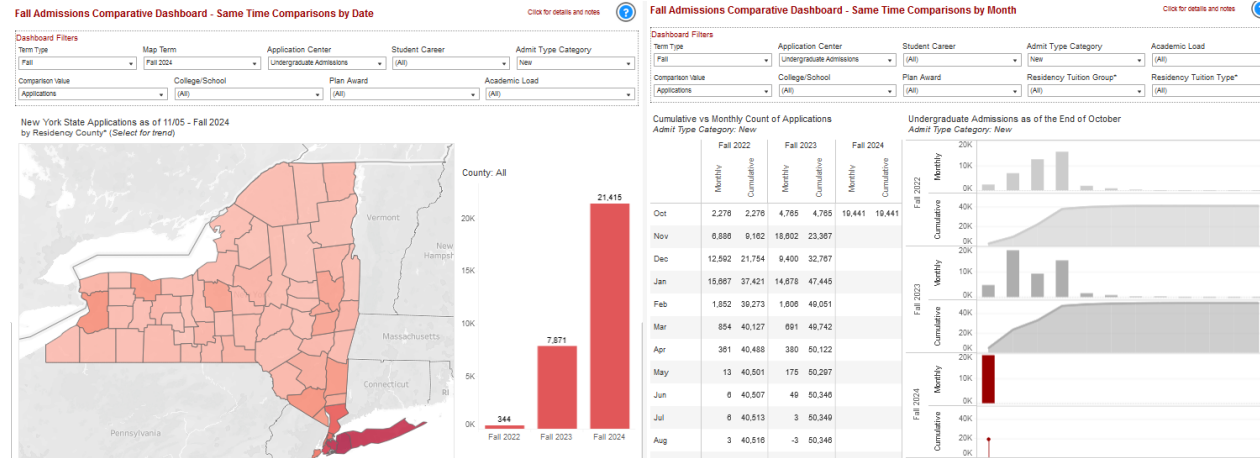 Fall Admissions Comparative Dashboard - Same Time Comparisons by Date
Click for details and notes
?
Dashboard Filters
Term Type
Map Term
Application Center
Student Career
Admit Type Category
Fall
Fall 2024
Undergraduate Admissions
(All)
New
Comparison Value
College/School
Plan Award
Academic Load
Applications
(All)
(All)
(All)
New York State Applications as of 11/05 - Fall 2024
by Residency County* (Select for trend)
Vermont
New
Hampsh
Massachusetts
Connecticut
RI
Pennsylvania
County: All
21,415
20K
15K
10K
7,871
5K
344
0K
Fall 2022 Fall 2023 Fall 2024
Fall Admissions Comparative Dashboard - Same Time Comparisons by Month
Click for details and notes
?
Dashboard Filters
Term Type
Application Center
Student Career
Admit Type Category
Academic Load
Fall
Undergraduate Admissions
(All)
New
(All)
Comparison Value
College/School
Plan Award
Residency Tuition Group*
Residency Tuition Type*
Applications
(All)
(All)
(All)
(All)
Cumulative vs Monthly Count of Applications
Admit Type Category: New
Fall 2022 Fall 2023 Fall 2024
Monthly Cumulative Monthly Cumulative Monthly Cumulative
Oct 2,276 2,276 4,765 4,765 19,441 19,441
Nov 6,886 9,162 18,602 23,367
Dec 12,592 21,754 9,400 32,767
Jan 15,667 37,421 14,678 47,445
Feb 1,852 39,273 1,606 49,051
Mar 854 40,127 691 49,742
Apr 361 40,488 380 50,122
May 13 40,501 175 50,297
Jun 6 40,507 49 50,346
Jul 6 40,513 3 50,349
Aug 3 40,516 -3 50,346
Undergraduate Admissions as of the End of October
Admit Type Category: New
Fall 2022
Monthly
20K
10K
0K
Cumulative
40K
20K
0K
Fall 2023
Monthly
20K
10K
0K
Cumulative
40K
20K
0K
Fall 2024
Monthly
20K
10K
0K
Cumulative
40K
20K
0K